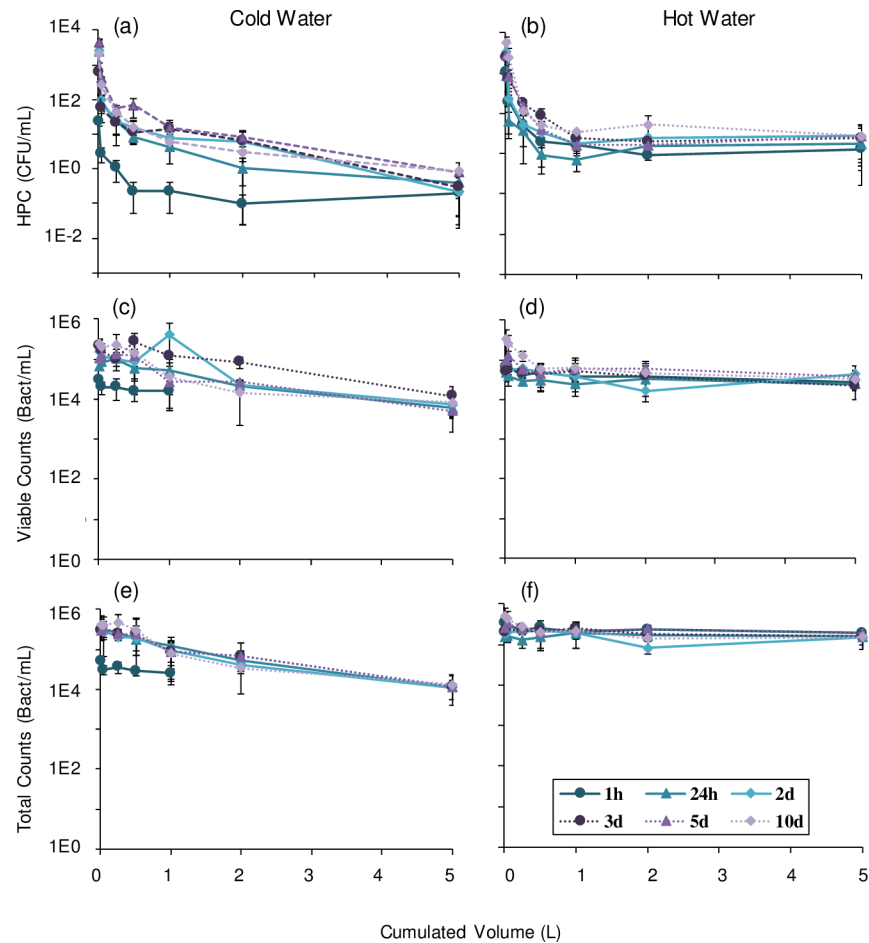 Cold Water Hot Water
(a) (b)
1E4
1E2
1E0
1E-2
HPC (CFU/mL)
(c) (d)
1E6
1E4
1E2
1E0
Viable Counts (Bact/mL)
(e) (f)
1E6
1E4
1E2
1E0
Total Counts (Bact/mL)
1h 24h 2d
3d 5d 10d
0 1 2 3 4 5 0 1 2 3 4 5
Cumulated Volume (L)